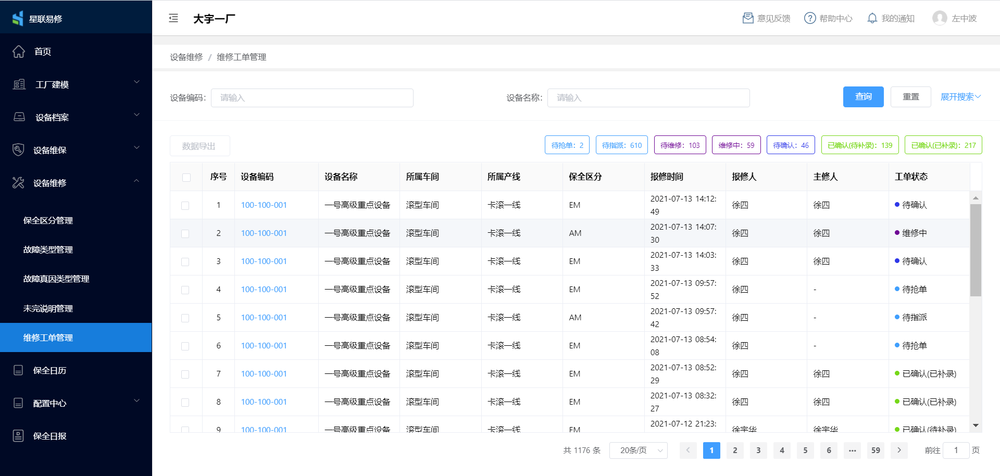 星联易修
首页
工厂建模
设备档案
设备维保
设备维修
保全区分管理
故障类型管理
故障真因类型管理
未完说明管理
维修工单管理
保全日历
配置中心
保全日报
大宇一厂
意见反馈
帮助中心
我的通知
左中波
设备维修 / 维修工单管理
设备编码: 请输入
设备名称: 请输入
查询
重置
展开搜索
数据导出
待抢单: 2
待指派: 610
待维修: 103
维修中: 59
待确认: 46
已确认(待补录): 139
已确认(已补录): 217
序号 设备编码 设备名称 所属车间 所属产线 保全区分 报修时间 报修人 主修人 工单状态
1 100-100-001 一号高级重点设备 滚型车间 卡滚一线 EM 2021-07-13 14:12:49 徐四 徐四 待确认
2 100-100-001 一号高级重点设备 滚型车间 卡滚一线 AM 2021-07-13 14:07:30 徐四 徐四 维修中
3 100-100-001 一号高级重点设备 滚型车间 卡滚一线 EM 2021-07-13 14:03:33 徐四 徐四 待确认
4 100-100-001 一号高级重点设备 滚型车间 卡滚一线 EM 2021-07-13 09:57:52 徐四 - 待抢单
5 100-100-001 一号高级重点设备 滚型车间 卡滚一线 AM 2021-07-13 09:57:42 徐四 - 待指派
6 100-100-001 一号高级重点设备 滚型车间 卡滚一线 EM 2021-07-13 08:54:08 徐四 - 待抢单
7 100-100-001 一号高级重点设备 滚型车间 卡滚一线 EM 2021-07-13 08:52:29 徐四 徐四 已确认(已补录)
8 100-100-001 一号高级重点设备 滚型车间 卡滚一线 EM 2021-07-13 08:32:27 徐四 徐四 已确认(已补录)
9 100-100-001 一号高级重点设备 滚型车间 卡滚一线 EM 2021-07-12 21:23: 徐宇华 徐宇华 已确认(待补录)
共 1176 条 20条/页 1 2 3 4 5 6 ••• 59 前往 1 页